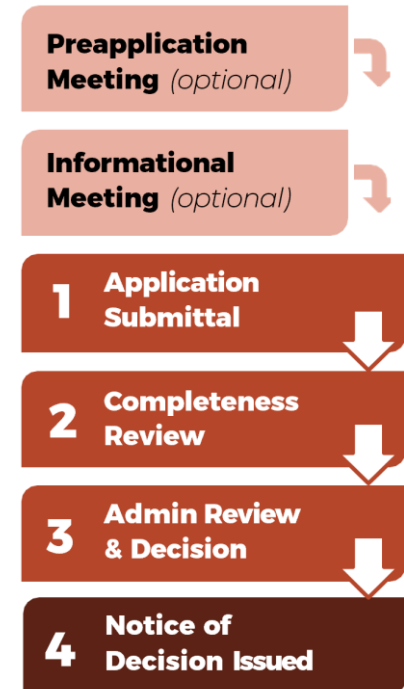 Preapplication
Meeting (optional)
Informational
Meeting (optional)
1 Application
Submittal
2 Completeness
Review
3 Admin Review
& Decision
4 Notice of
Decision Issued